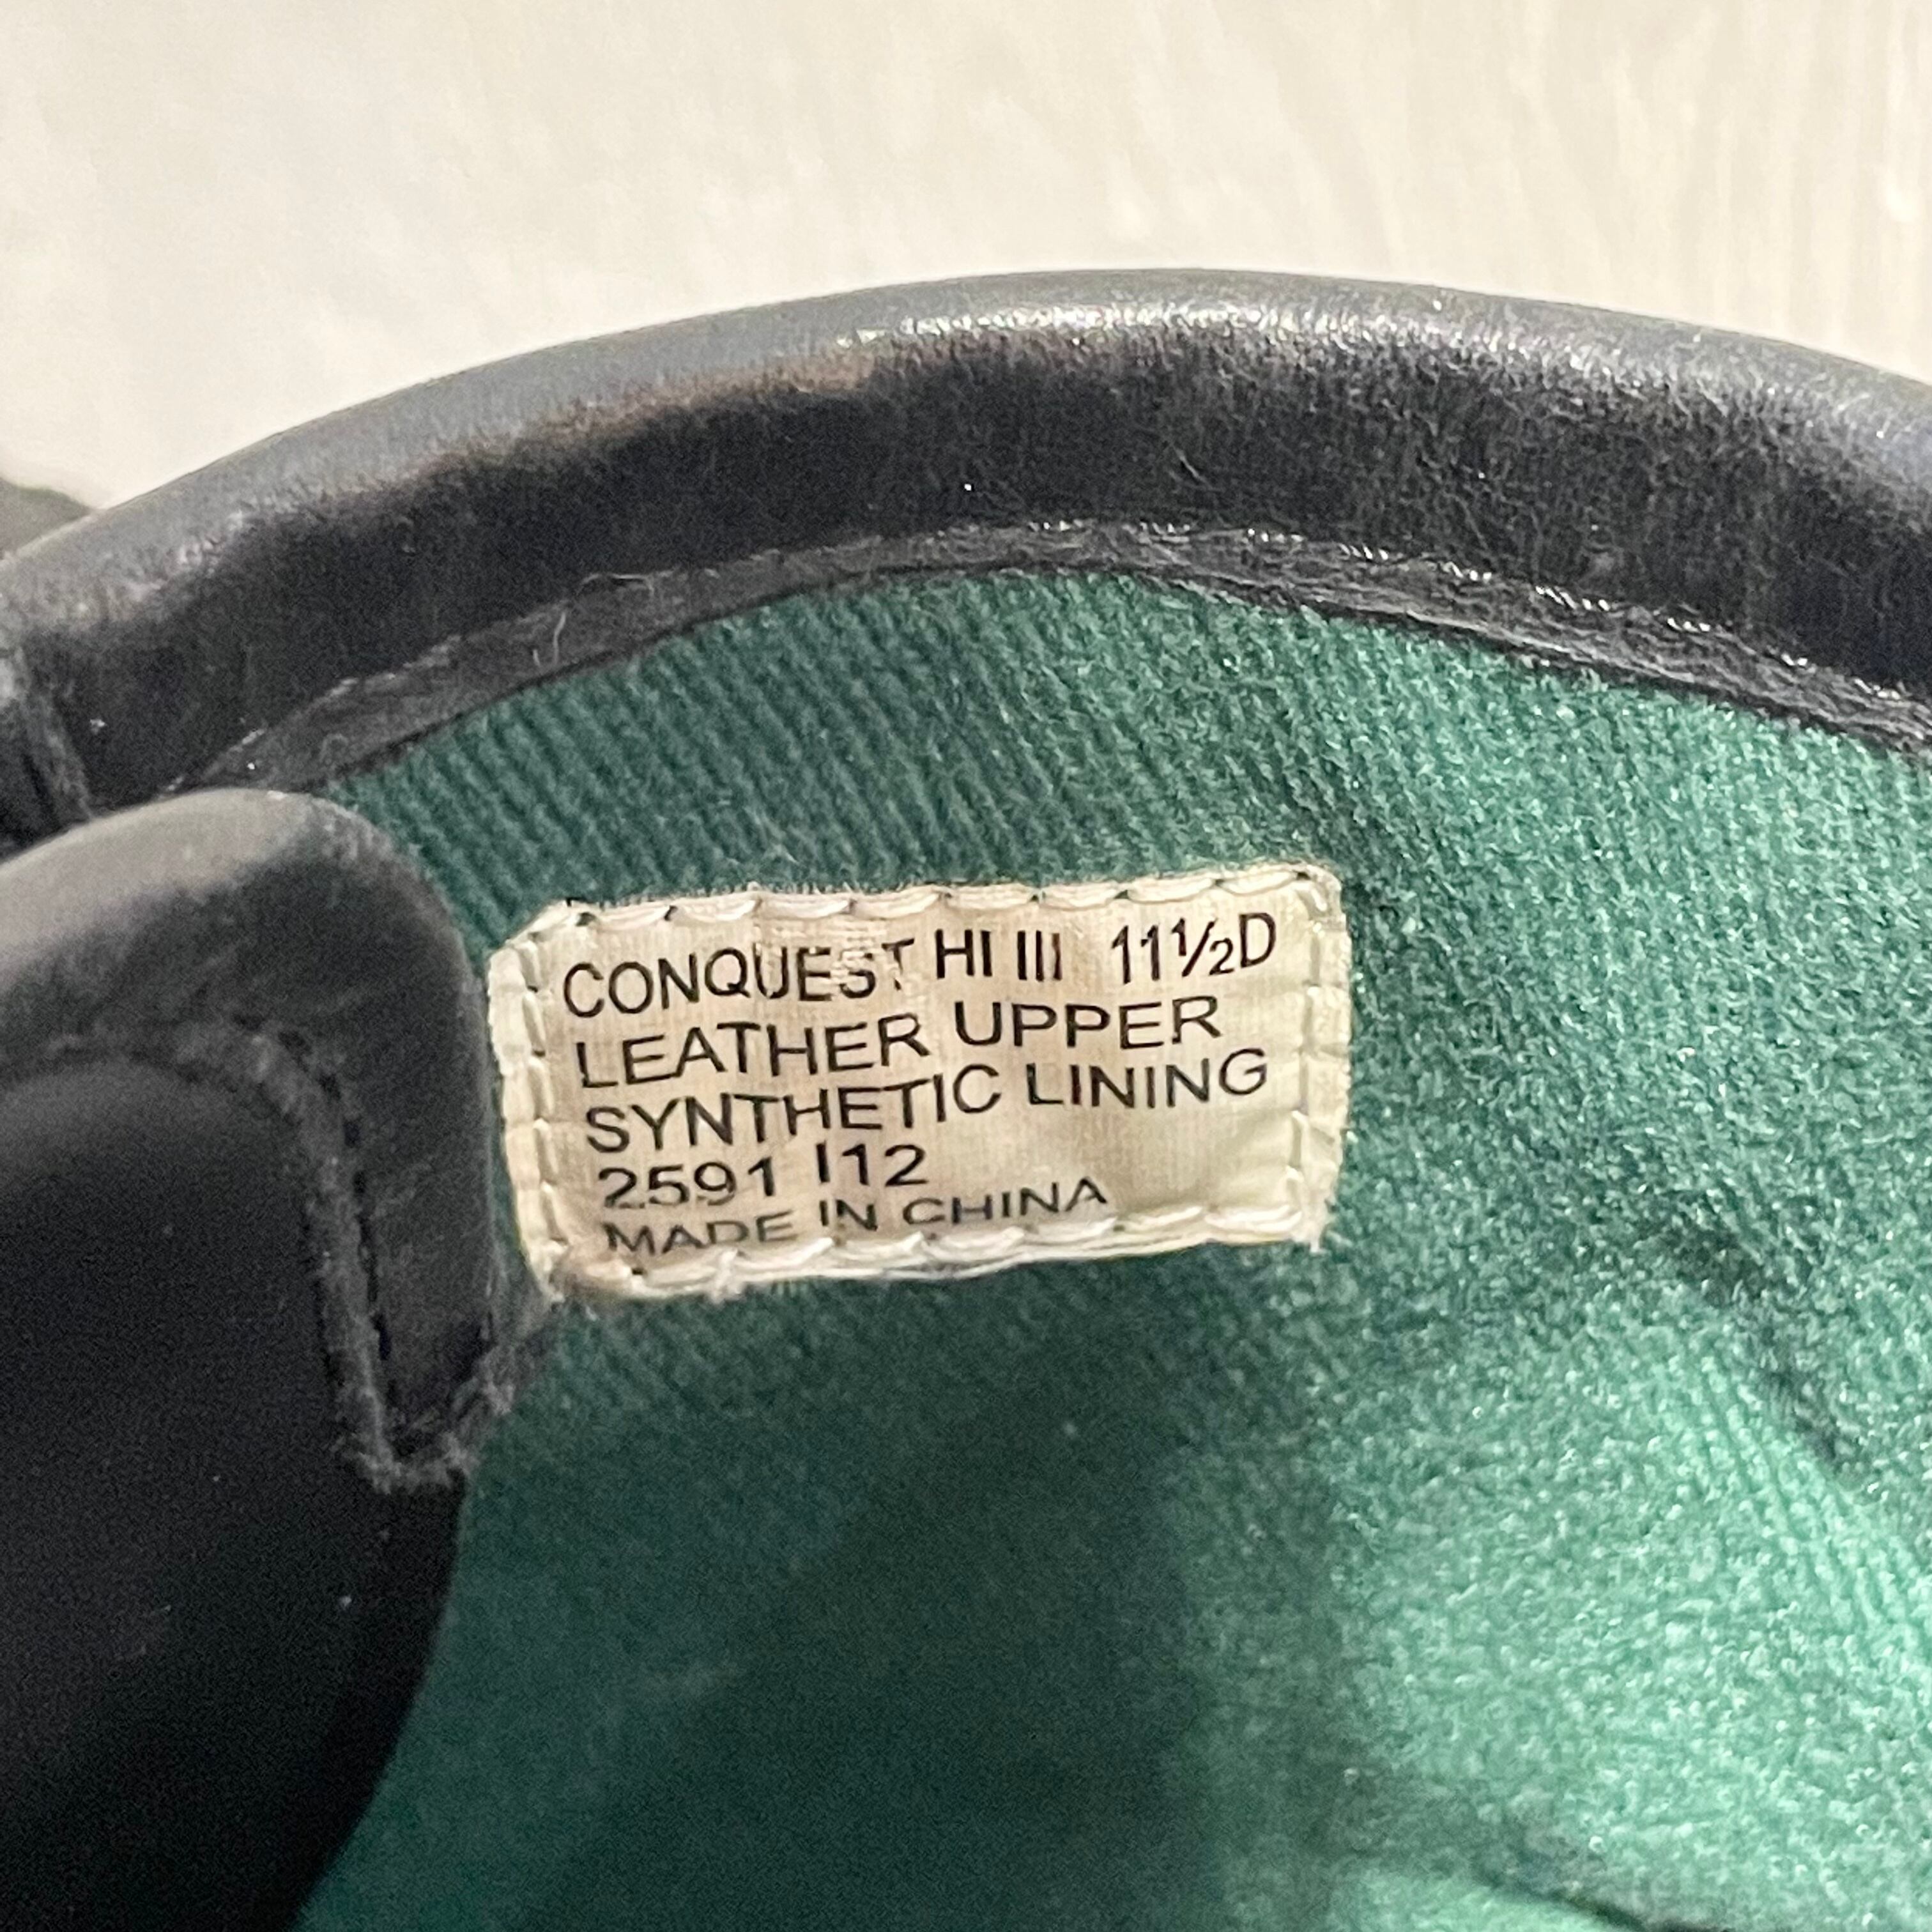 CONQUEST HI III 11½D
LEATHER UPPER
SYNTHETIC LINING
2591 I12
MADE IN CHINA